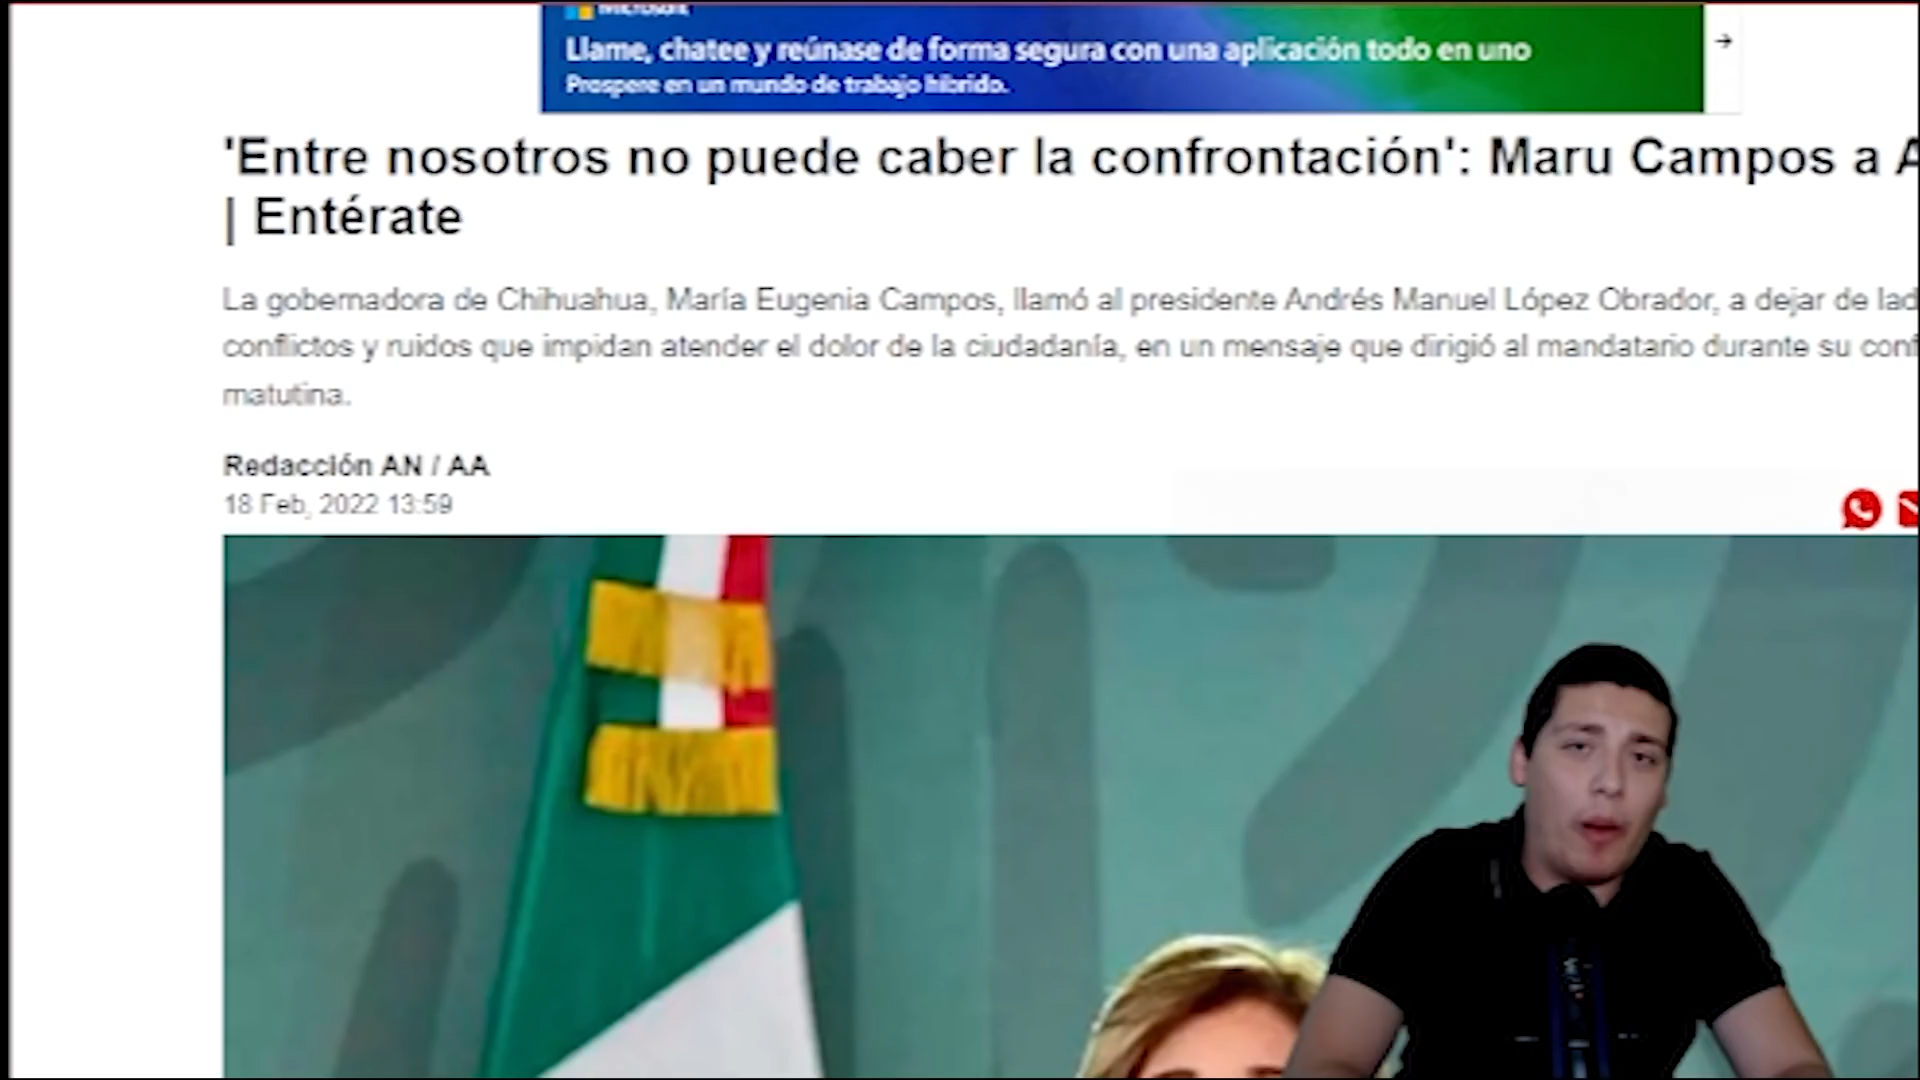 Microsoft
Llame, chatee y reúnase de forma segura con una aplicación todo en uno
Prospere en un mundo de trabajo híbrido.
'Entre nosotros no puede caber la confrontación': Maru Campos a A
| Entérate
La gobernadora de Chihuahua, María Eugenia Campos, llamó al presidente Andrés Manuel López Obrador, a dejar de lad
conflictos y ruidos que impidan atender el dolor de la ciudadanía, en un mensaje que dirigió al mandatario durante su conf
matutina.
Redacción AN / AA
18 Feb, 2022 13:59